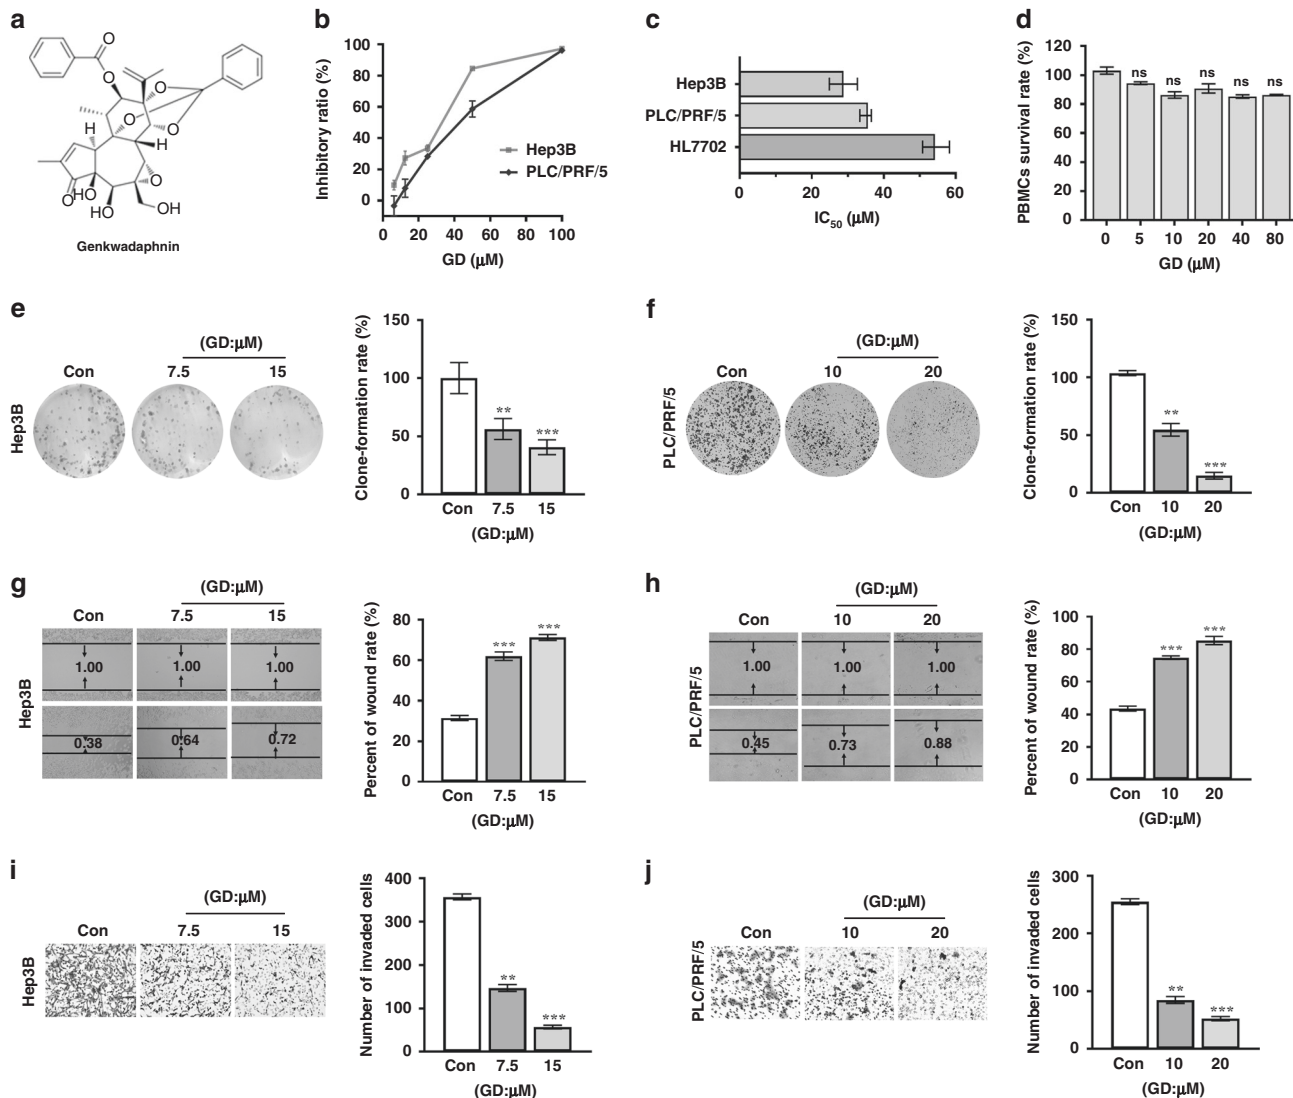 a
O
O
O
O
O
H
H
O
O
HO
HO
OH
Genkwadaphnin
b
Inhibitory ratio (%)
100
80
60
40
20
0
Hep3B
PLC/PRF/5
0 20 40 60 80 100
GD (μM)
c
Hep3B
PLC/PRF/5
HL7702
0 20 40 60
IC50 (μM)
d
PBMCs survival rate (%)
120
100
80
60
40
20
0
ns ns ns ns ns
0 5 10 20 40 80
GD (μM)
e
(GD:μM)
Con 7.5 15
Hep3B
Clone-formation rate (%)
150
100
50
0
** ***
Con 7.5 15
(GD:μM)
f
(GD:μM)
Con 10 20
PLC/PRF/5
Clone-formation rate (%)
150
100
50
0
** ***
Con 10 20
(GD:μM)
g
(GD:μM)
Con 7.5 15
Hep3B
1.00 1.00 1.00
0.38 0.64 0.72
Percent of wound rate (%)
80
60
40
20
0
*** ***
Con 7.5 15
(GD:μM)
h
(GD:μM)
Con 10 20
PLC/PRF/5
1.00 1.00 1.00
0.45 0.73 0.88
Percent of wound rate (%)
100
80
60
40
20
0
*** ***
Con 10 20
(GD:μM)
i
(GD:μM)
Con 7.5 15
Hep3B
Number of invaded cells
400
300
200
100
0
** ***
Con 7.5 15
(GD:μM)
j
(GD:μM)
Con 10 20
PLC/PRF/5
Number of invaded cells
300
200
100
0
** ***
Con 10 20
(GD:μM)